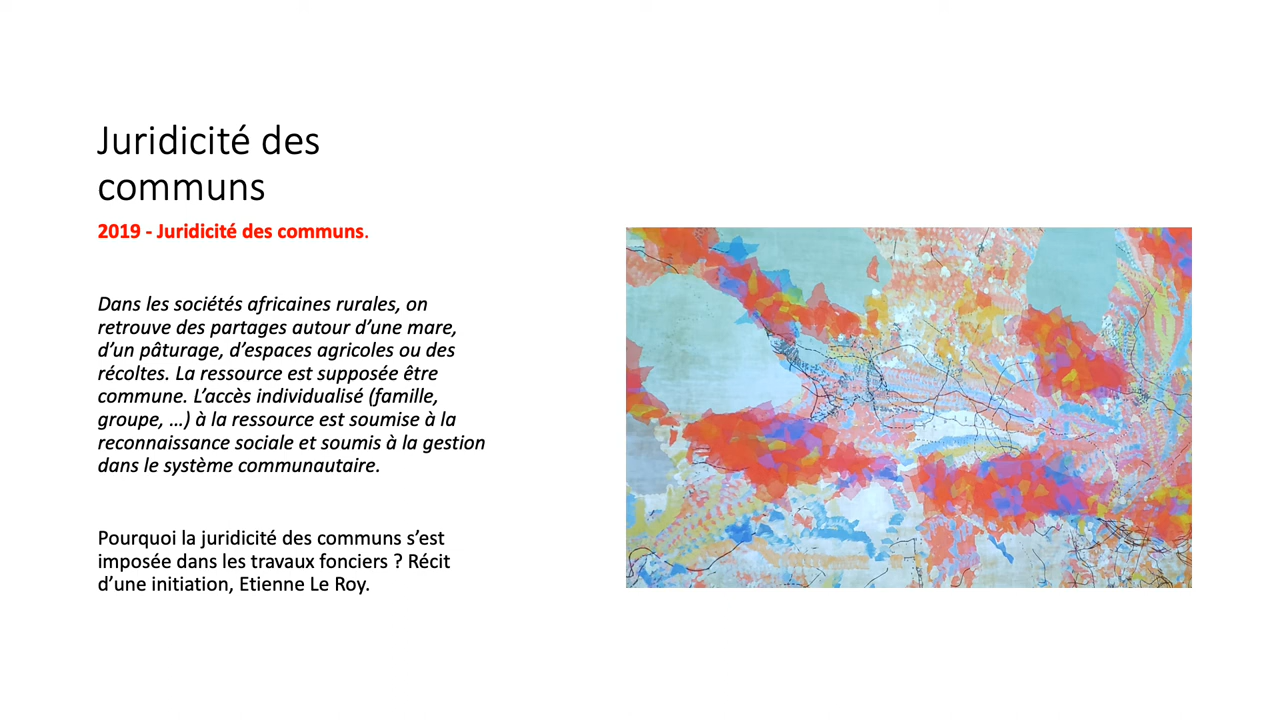 Juridicité des
communs
2019 - Juridicité des communs.
Dans les sociétés africaines rurales, on
retrouve des partages autour d’une mare,
d’un pâturage, d’espaces agricoles ou des
récoltes. La ressource est supposée être
commune. L’accès individualisé (famille,
groupe, …) à la ressource est soumise à la
reconnaissance sociale et soumis à la gestion
dans le système communautaire.
Pourquoi la juridicité des communs s’est
imposée dans les travaux fonciers ? Récit
d’une initiation, Etienne Le Roy.